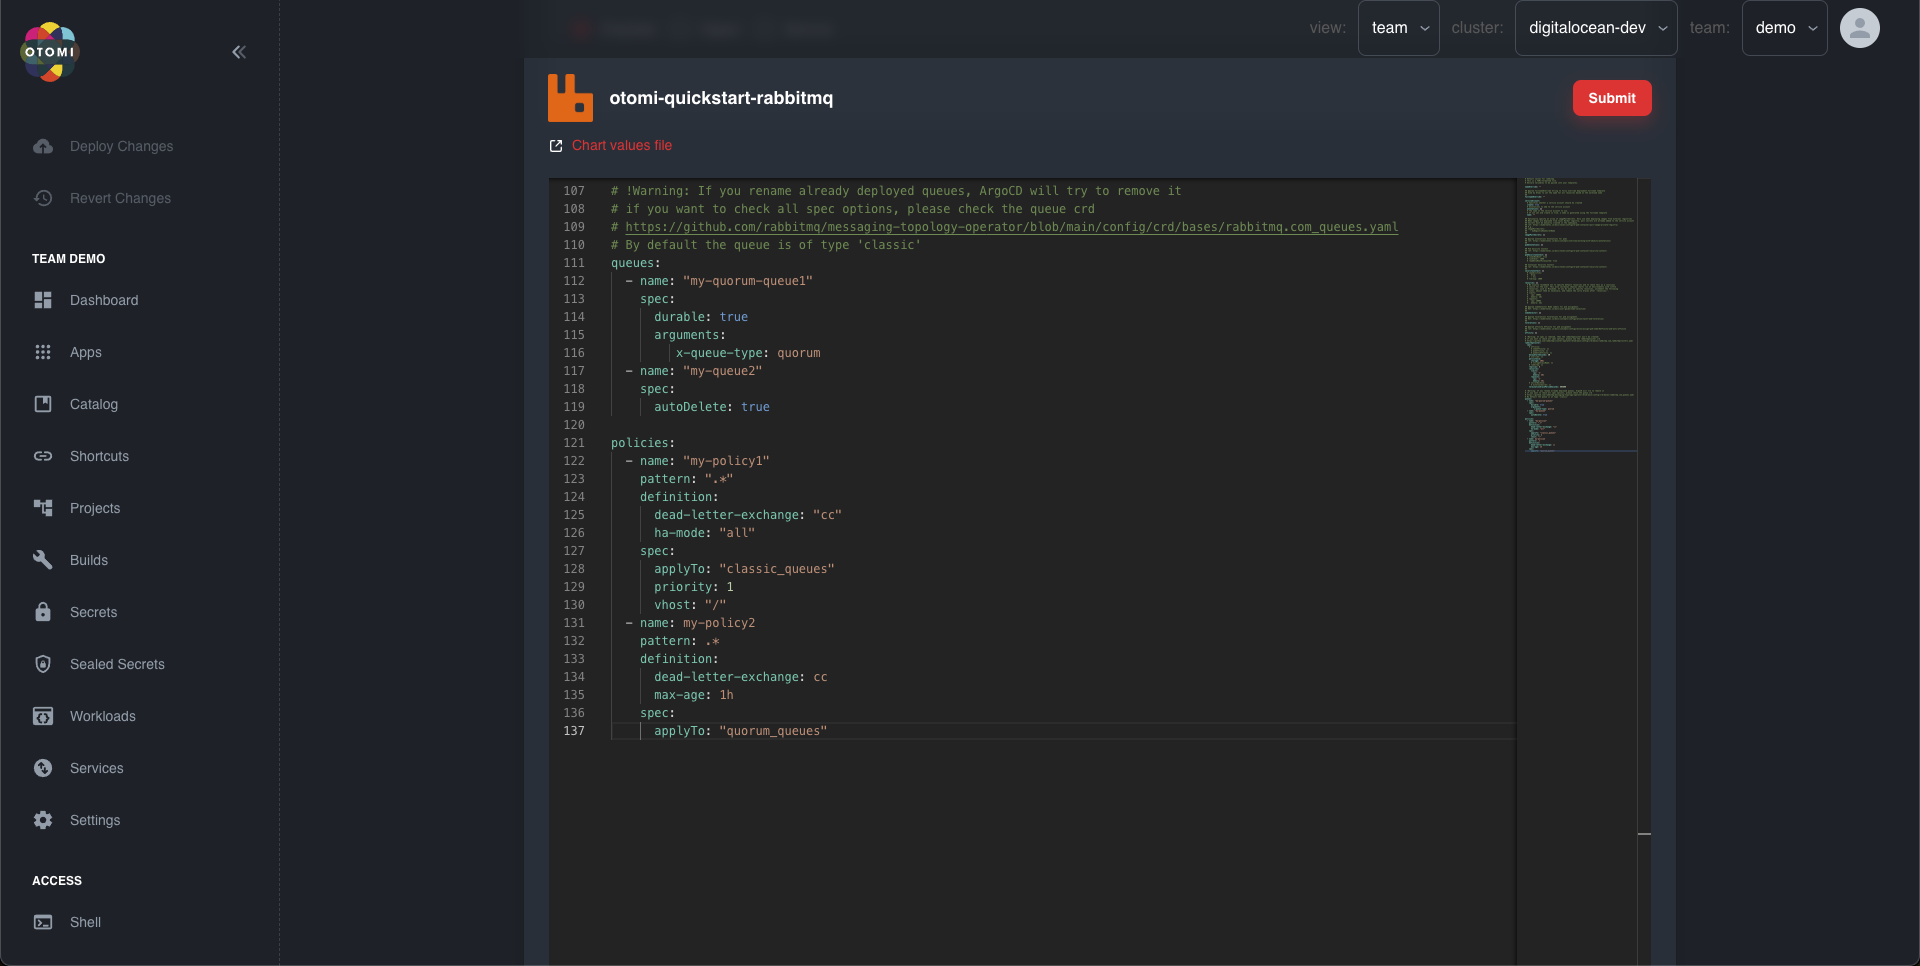 OTOMI
view:
team
cluster:
digitalocean-dev
team:
demo
Deploy Changes
Revert Changes
TEAM DEMO
Dashboard
Apps
Catalog
Shortcuts
Projects
Builds
Secrets
Sealed Secrets
Workloads
Services
Settings
ACCESS
Shell
otomi-quickstart-rabbitmq
Submit
Chart values file
107 # !Warning: If you rename already deployed queues, ArgoCD will try to remove it
108 # if you want to check all spec options, please check the queue crd
109 # https://github.com/rabbitmq/messaging-topology-operator/blob/main/config/crd/bases/rabbitmq.com_queues.yaml
110 # By default the queue is of type 'classic'
111 queues:
112 - name: "my-quorum-queue1"
113 spec:
114 durable: true
115 arguments:
116 x-queue-type: quorum
117 - name: "my-queue2"
118 spec:
119 autoDelete: true
120
121 policies:
122 - name: "my-policy1"
123 pattern: ".*"
124 definition:
125 dead-letter-exchange: "cc"
126 ha-mode: "all"
127 spec:
128 applyTo: "classic_queues"
129 priority: 1
130 vhost: "/"
131 - name: my-policy2
132 pattern: .*
133 definition:
134 dead-letter-exchange: cc
135 max-age: 1h
136 spec:
137 applyTo: "quorum_queues"